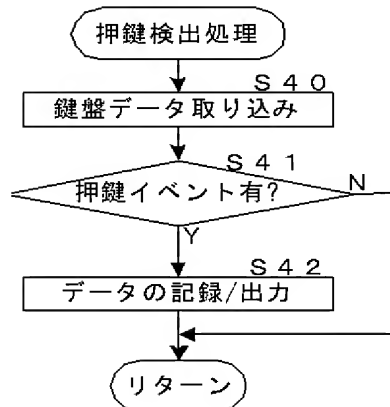 押鍵検出処理
S40
鍵盤データ取り込み
S41
押鍵イベント有?
N
Y
S42
データの記録/出力
リターン